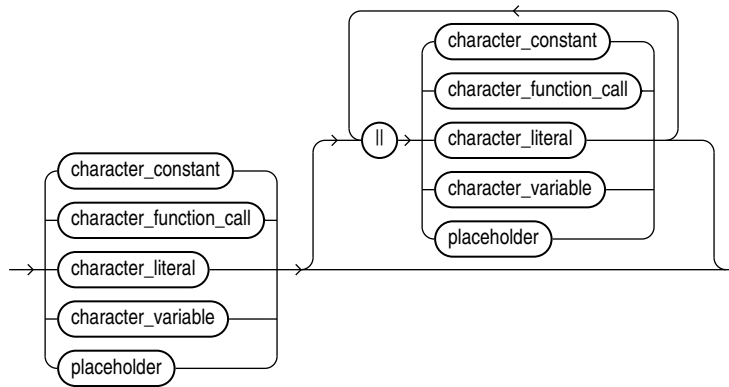 character_constant
character_function_call
||
character_literal
character_variable
placeholder
character_constant
character_function_call
character_literal
character_variable
placeholder